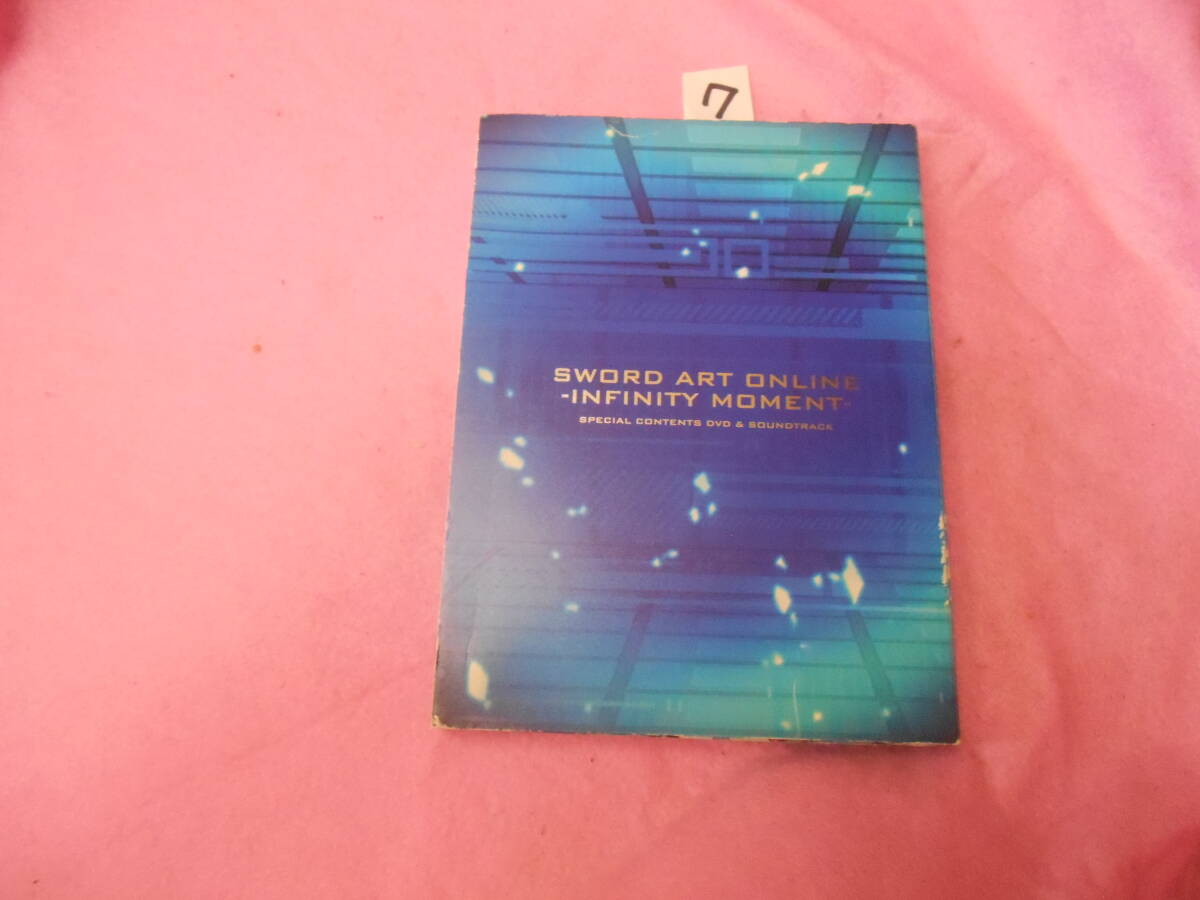 7
SWORD ART ONLINE
-INFINITY MOMENT-
SPECIAL CONTENTS DVD & SOUNDTRACK